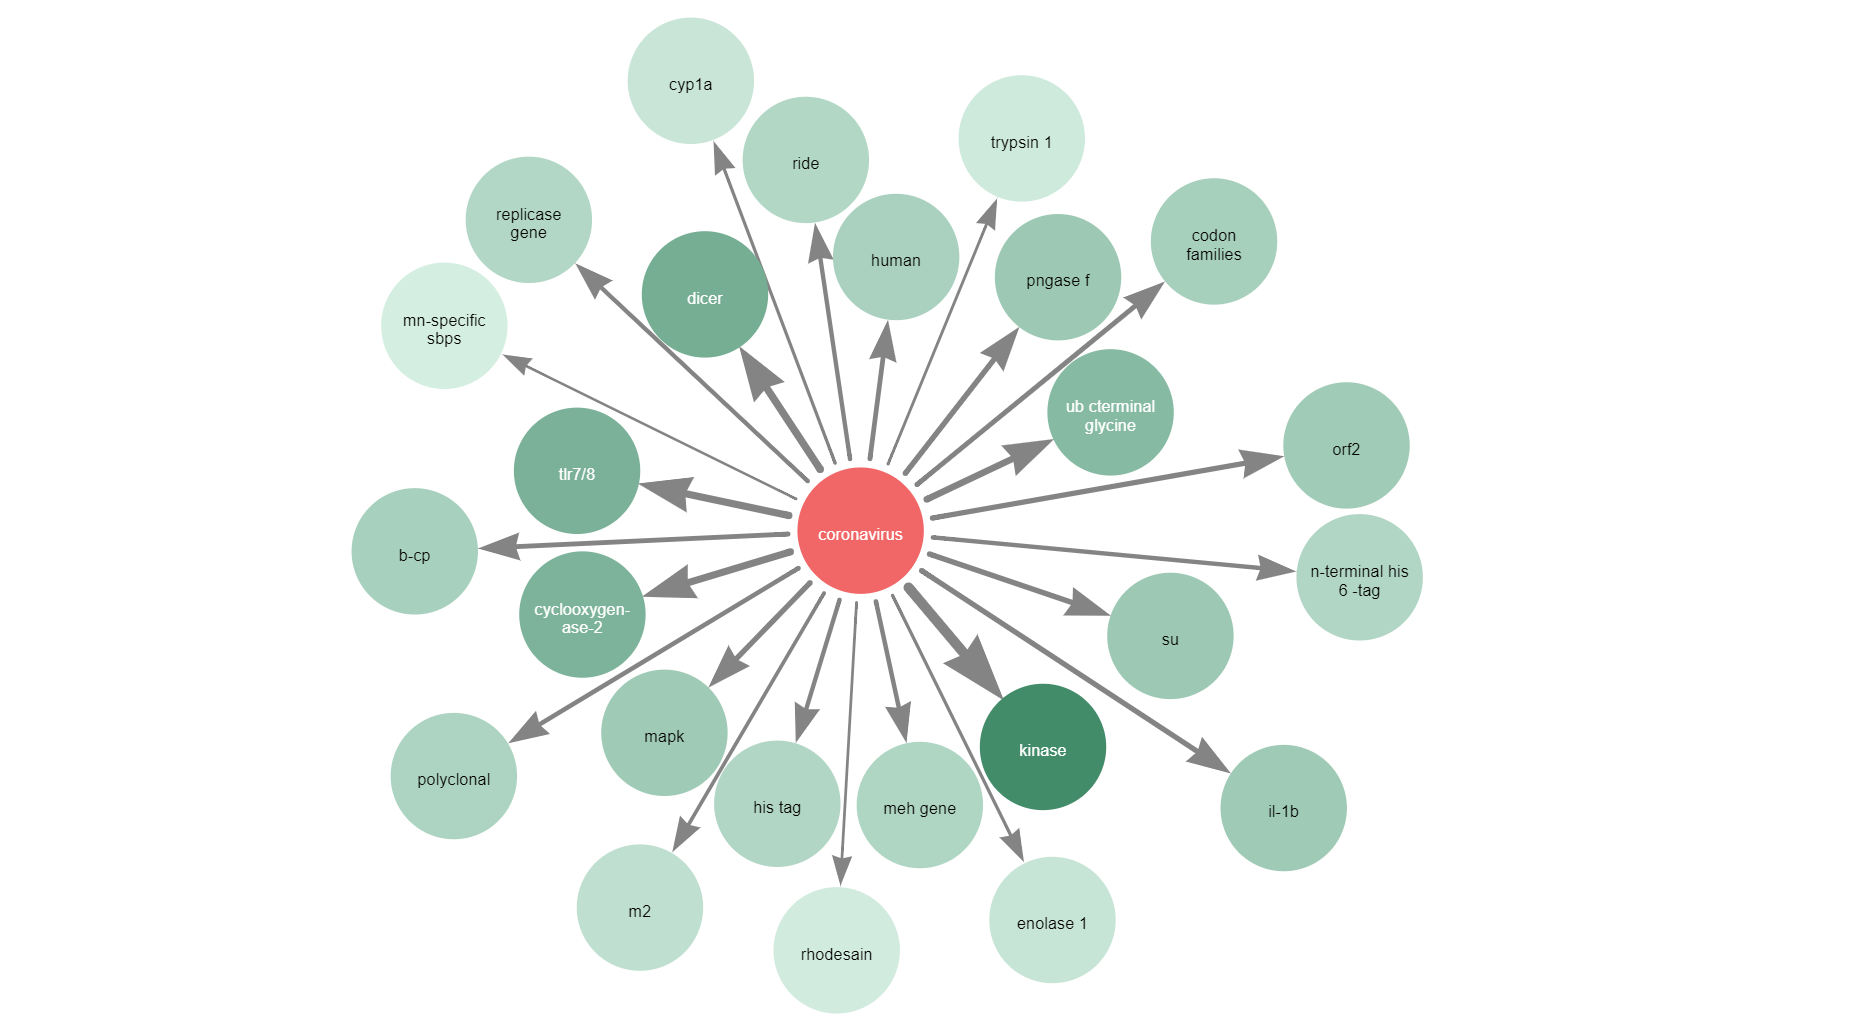 cyp1a
trypsin 1
ride
replicase
gene
codon
families
human
pngase f
dicer
mn-specific
sbps
ub cterminal
glycine
orf2
tlr7/8
coronavirus
b-cp
n-terminal his
6 -tag
cyclooxygen-
ase-2
su
mapk
kinase
polyclonal
his tag
meh gene
il-1b
m2
enolase 1
rhodesain